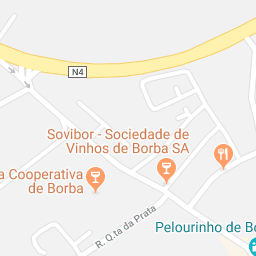 N4
Sovibor - Sociedade de
Vinhos de Borba SA
a Cooperativa
de Borba
R. Q.ta da Prata
Pelourinho de Bo